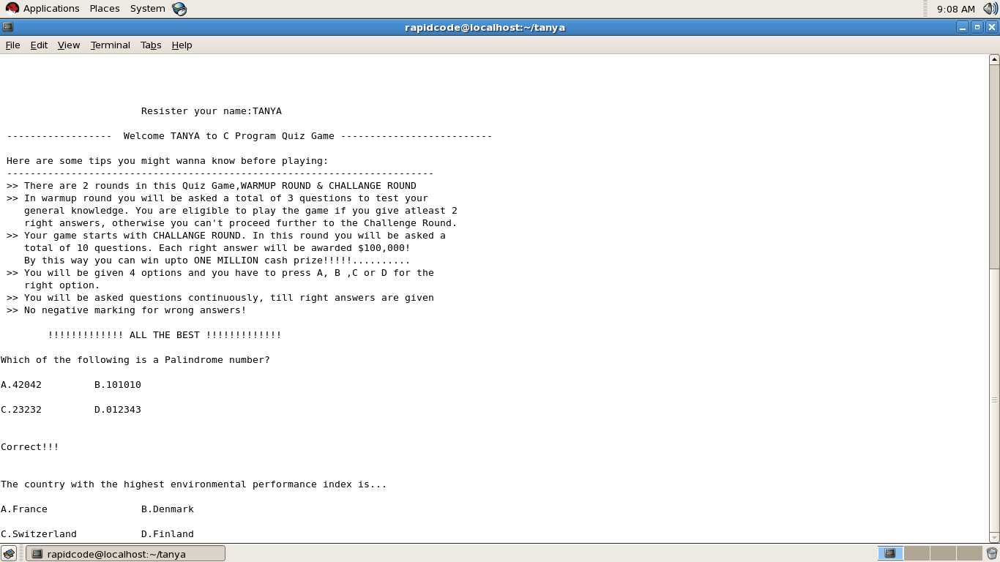 Applications Places System 9:08 AM
rapidcode@localhost:~/tanya
File Edit View Terminal Tabs Help
Resister your name:TANYA
------------------ Welcome TANYA to C Program Quiz Game --------------------------
Here are some tips you might wanna know before playing:
-------------------------------------------------------------------------
>> There are 2 rounds in this Quiz Game,WARMUP ROUND & CHALLANGE ROUND
>> In warmup round you will be asked a total of 3 questions to test your
general knowledge. You are eligible to play the game if you give atleast 2
right answers, otherwise you can't proceed further to the Challenge Round.
>> Your game starts with CHALLANGE ROUND. In this round you will be asked a
total of 10 questions. Each right answer will be awarded $100,000!
By this way you can win upto ONE MILLION cash prize!!!!!..........
>> You will be given 4 options and you have to press A, B ,C or D for the
right option.
>> You will be asked questions continuously, till right answers are given
>> No negative marking for wrong answers!
!!!!!!!!!!!!! ALL THE BEST !!!!!!!!!!!!!
Which of the following is a Palindrome number?
A.42042 B.101010
C.23232 D.012343
Correct!!!
The country with the highest environmental performance index is...
A.France B.Denmark
C.Switzerland D.Finland
rapidcode@localhost:~/tanya